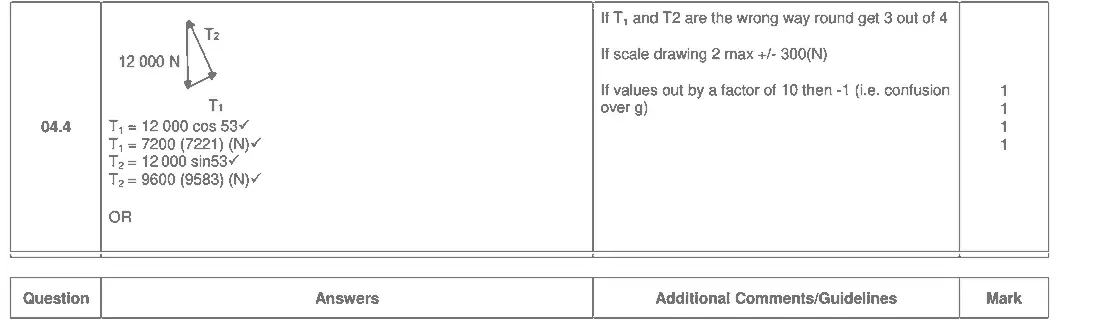 T₂
12 000 N
T₁
04.4
T₁ = 12 000 cos 53✓
T₁ = 7200 (7221) (N)✓
T₂ = 12 000 sin53✓
T₂ = 9600 (9583) (N)✓
OR
If T₁ and T2 are the wrong way round get 3 out of 4
If scale drawing 2 max +/- 300(N)
If values out by a factor of 10 then -1 (i.e. confusion
over g)
1
1
1
1
Question Answers Additional Comments/Guidelines Mark